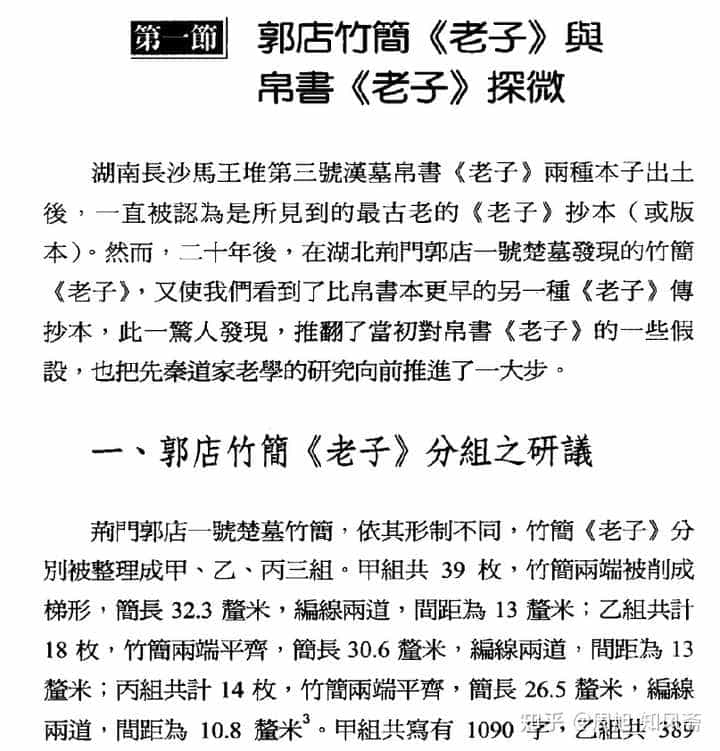 第一節 郭店竹簡《老子》與
帛書《老子》探微
湖南長沙馬王堆第三號漢墓帛書《老子》兩種本子出土
後，一直被認為是所見到的最古老的《老子》抄本（或版
本）。然而，二十年後，在湖北荊門郭店一號楚墓發現的竹簡
《老子》，又使我們看到了比帛書本更早的另一種《老子》傳
抄本，此一驚人發現，推翻了當初對帛書《老子》的一些假
設，也把先秦道家老學的研究向前推進了一大步。
一、郭店竹簡《老子》分組之研議
荊門郭店一號楚墓竹簡，依其形制不同，竹簡《老子》分
別被整理成甲、乙、丙三組。甲組共 39 枚，竹簡兩端被削成
梯形，簡長 32.3 釐米，編線兩道，間距為 13 釐米；乙組共計
18 枚，竹簡兩端平齊，簡長 30.6 釐米，編線兩道，間距為 13
釐米；丙組共計 14 枚，竹簡兩端平齊，簡長 26.5 釐米，編線
兩道，間距為 10.8 釐米³。甲組共寫有 1090 字，乙組共 389
知乎